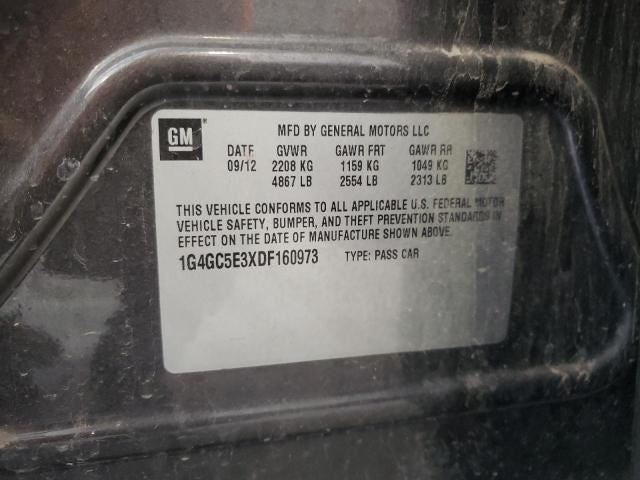 GM
MFD BY GENERAL MOTORS LLC
DATE GVWR GAWR FRT GAWR RR
09/12 2208 KG 1159 KG 1049 KG
4867 LB 2554 LB 2313 LB
THIS VEHICLE CONFORMS TO ALL APPLICABLE U.S. FEDERAL MOTOR
VEHICLE SAFETY, BUMPER, AND THEFT PREVENTION STANDARDS IN
EFFECT ON THE DATE OF MANUFACTURE SHOWN ABOVE.
1G4GC5E3XDF160973 TYPE: PASS CAR